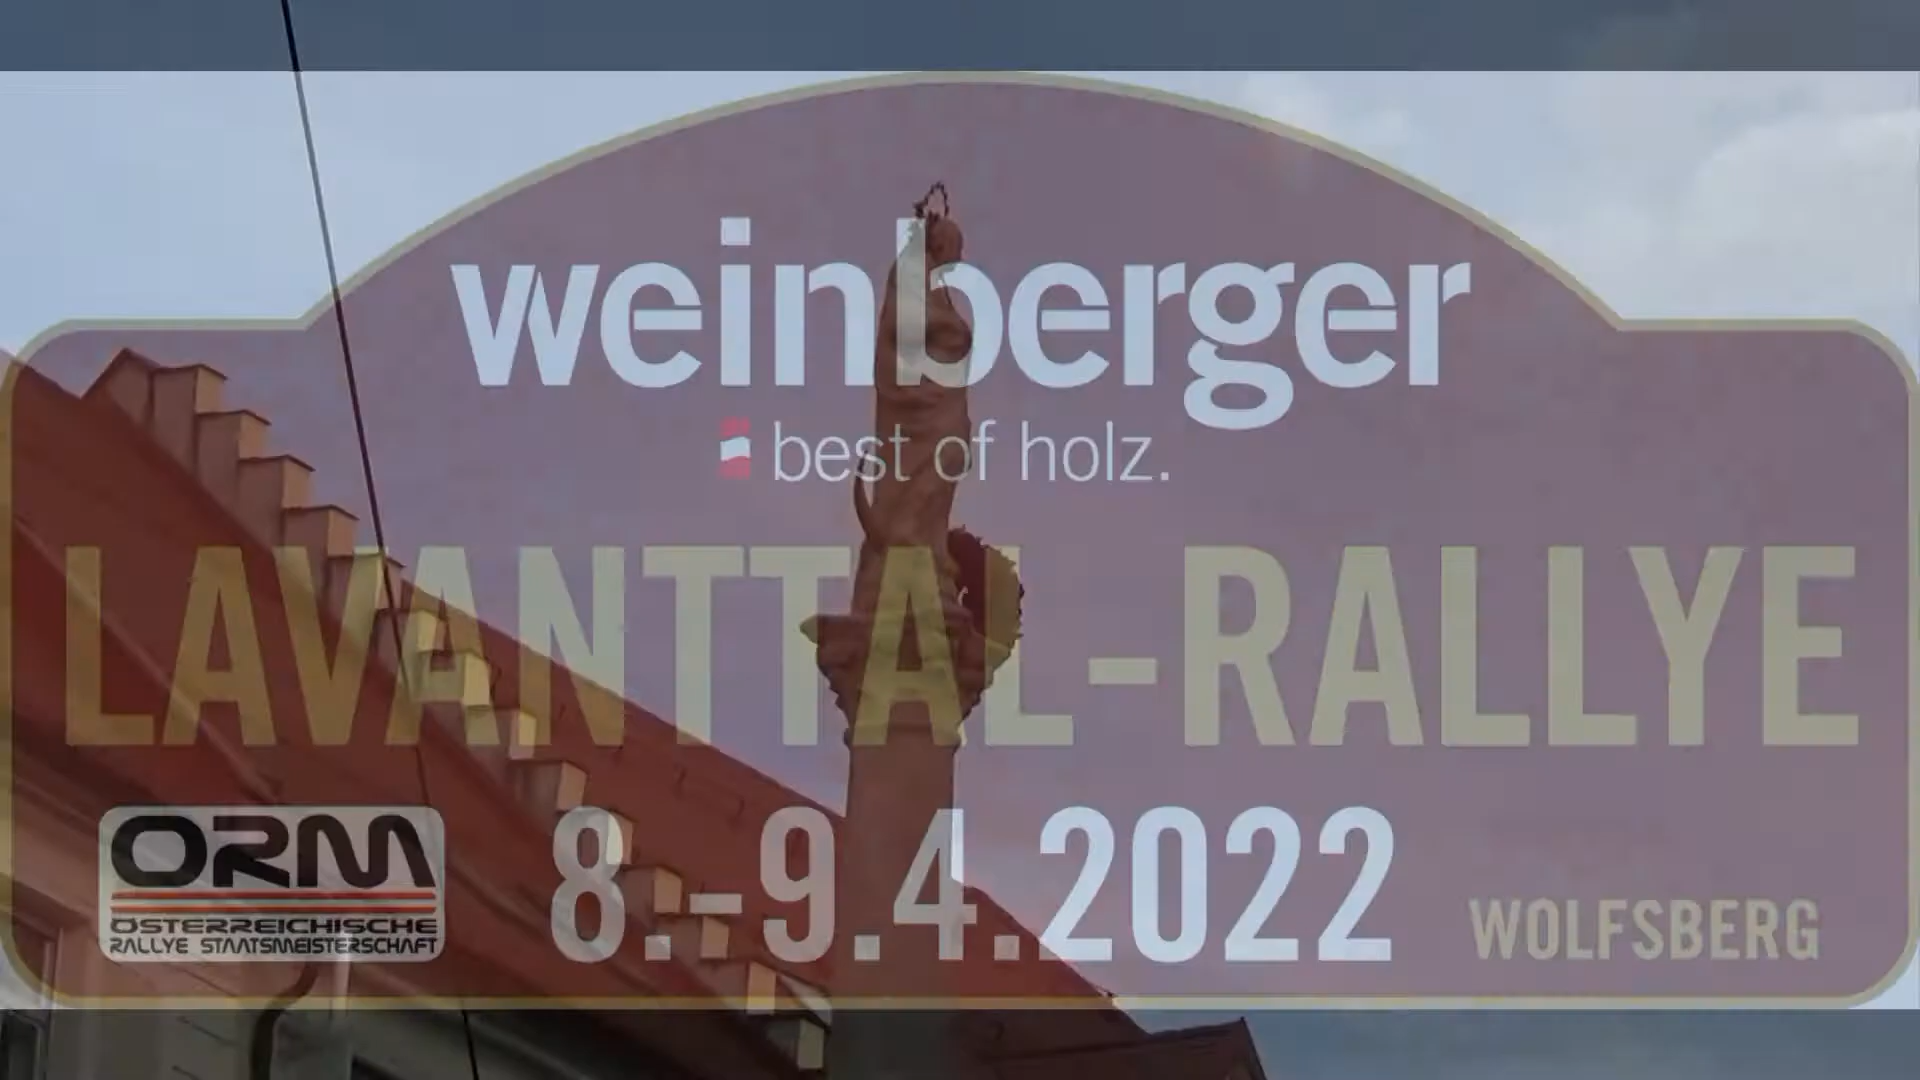 weinberger
best of holz.
LAVANTTAL-RALLYE
ORM
ÖSTERREICHISCHE
RALLYE STAATSMEISTERSCHAFT
8.-9.4.2022
WOLFSBERG